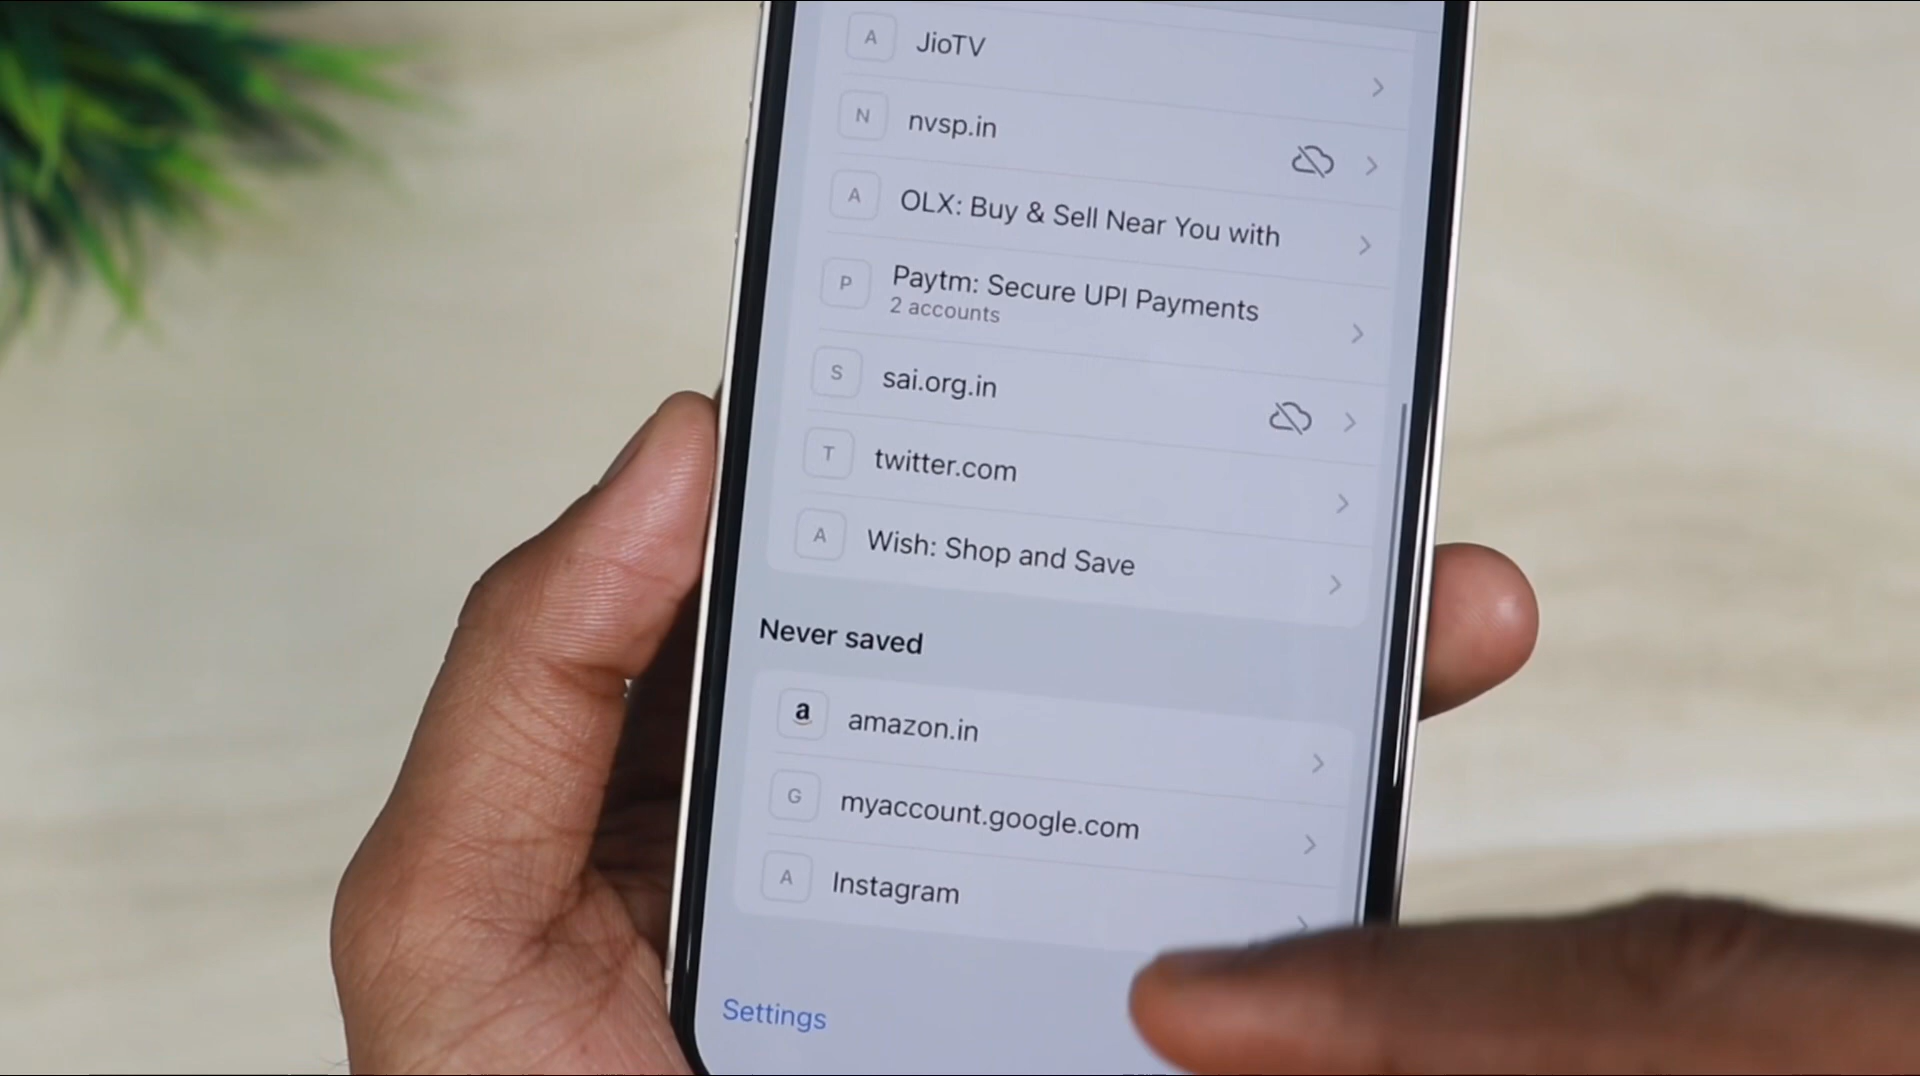 A JioTV
N nvsp.in
A OLX: Buy & Sell Near You with
P Paytm: Secure UPI Payments
2 accounts
S sai.org.in
T twitter.com
A Wish: Shop and Save
Never saved
a amazon.in
G myaccount.google.com
A Instagram
Settings